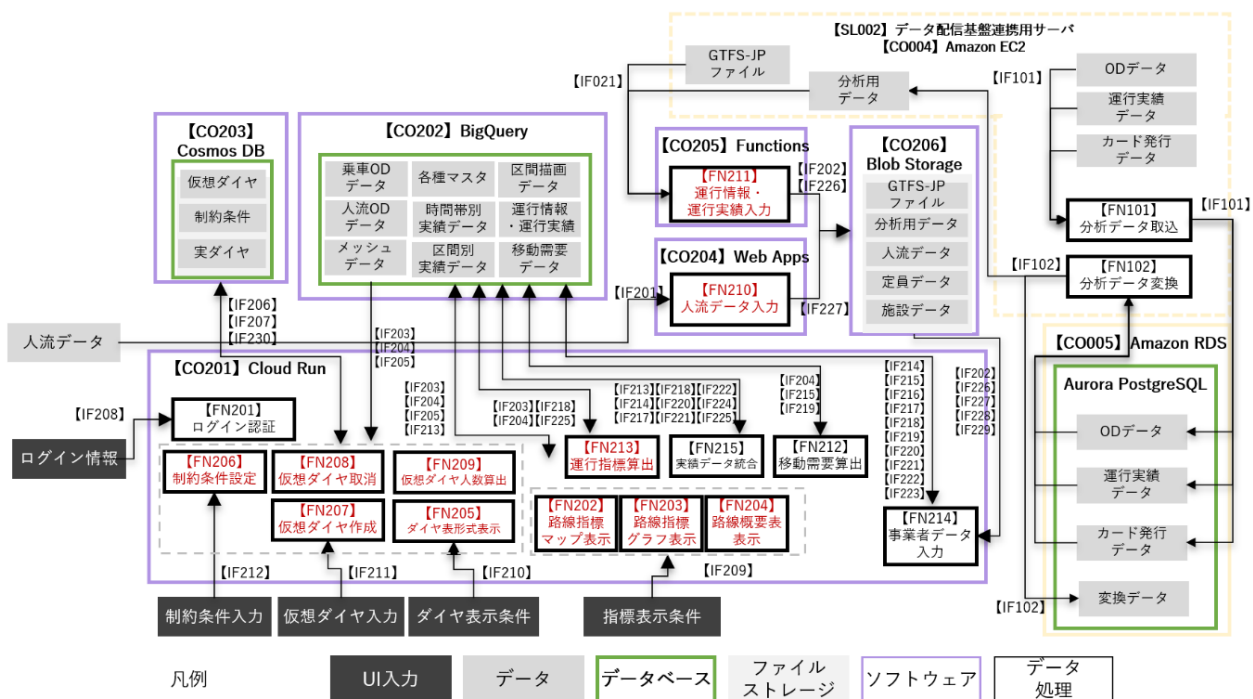 【SL002】データ配信基盤連携用サーバ
【CO004】Amazon EC2
GTFS-JP
ファイル
【IF021】
分析用
データ
【IF101】
ODデータ
運行実績
データ
カード発行
データ
【CO203】
Cosmos DB
仮想ダイヤ
制約条件
実ダイヤ
【CO202】BigQuery
乗車OD
データ
各種マスタ
区間描画
データ
人流OD
データ
時間帯別
実績データ
運行情報
・運行実績
メッシュ
データ
区間別
実績データ
移動需要
データ
【CO205】Functions
【FN211】
運行情報・
運行実績入力
【IF202】
【IF226】
【CO204】Web Apps
【FN210】
人流データ入力
【IF201】
【IF227】
【CO206】
Blob Storage
GTFS-JP
ファイル
分析用データ
人流データ
定員データ
施設データ
【FN101】
分析データ取込
【IF101】
【IF102】
【FN102】
分析データ変換
【IF206】
【IF207】
【IF230】
【IF203】
【IF204】
【IF205】
人流データ
【CO201】Cloud Run
【IF208】
ログイン情報
【FN201】
ログイン認証
【IF203】
【IF204】
【IF205】
【IF213】
【IF203】【IF218】
【IF204】【IF225】
【IF213】【IF218】【IF222】
【IF214】【IF220】【IF224】
【IF217】【IF221】【IF225】
【IF204】
【IF215】
【IF219】
【IF214】
【IF215】
【IF216】
【IF217】
【IF218】
【IF219】
【IF220】
【IF221】
【IF222】
【IF223】
【IF202】
【IF226】
【IF227】
【IF228】
【IF229】
【FN206】
制約条件設定
【FN208】
仮想ダイヤ取消
【FN209】
仮想ダイヤ人数算出
【FN213】
運行指標算出
【FN215】
実績データ統合
【FN212】
移動需要算出
【FN207】
仮想ダイヤ作成
【FN205】
ダイヤ表形式表示
【FN202】
路線指標
マップ表示
【FN203】
路線指標
グラフ表示
【FN204】
路線概要表
表示
【FN214】
事業者データ
入力
【IF212】
【IF211】
【IF210】
【IF209】
制約条件入力
仮想ダイヤ入力
ダイヤ表示条件
指標表示条件
【CO005】Amazon RDS
Aurora PostgreSQL
ODデータ
運行実績
データ
カード発行
データ
【IF102】
変換データ
凡例
UI入力
データ
データベース
ファイル
ストレージ
ソフトウェア
データ
処理